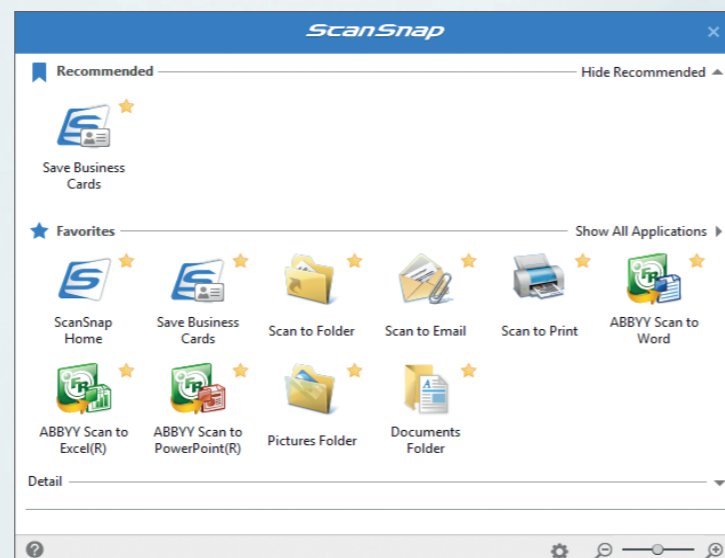 ScanSnap
Recommended
Hide Recommended
Save Business
Cards
Favorites
Show All Applications
ScanSnap
Home
Save Business
Cards
Scan to Folder
Scan to Email
Scan to Print
ABBYY Scan to
Word
ABBYY Scan to
Excel(R)
ABBYY Scan to
PowerPoint(R)
Pictures Folder
Documents
Folder
Detail